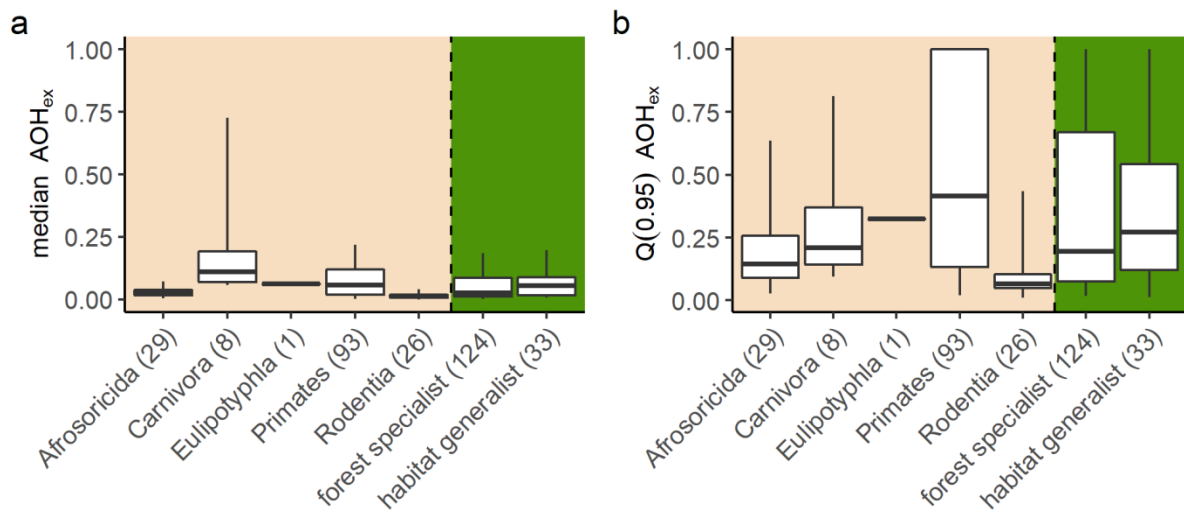 a
median AOHex
1.00
0.75
0.50
0.25
0.00
Afrosoricida (29)
Carnivora (8)
Eulipotyphla (1)
Primates (93)
Rodentia (26)
forest specialist (124)
habitat generalist (33)
b
Q(0.95) AOHex
1.00
0.75
0.50
0.25
0.00
Afrosoricida (29)
Carnivora (8)
Eulipotyphla (1)
Primates (93)
Rodentia (26)
forest specialist (124)
habitat generalist (33)